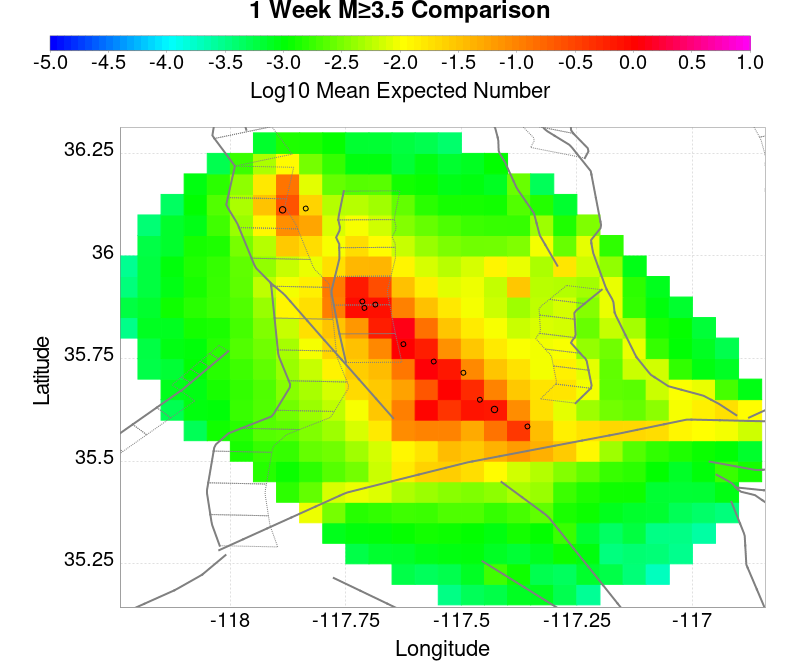 1 Week M≥3.5 Comparison
-5.0 -4.5 -4.0 -3.5 -3.0 -2.5 -2.0 -1.5 -1.0 -0.5 0.0 0.5 1.0
Log10 Mean Expected Number
36.25
36
35.75
35.5
35.25
Latitude
-118 -117.75 -117.5 -117.25 -117
Longitude